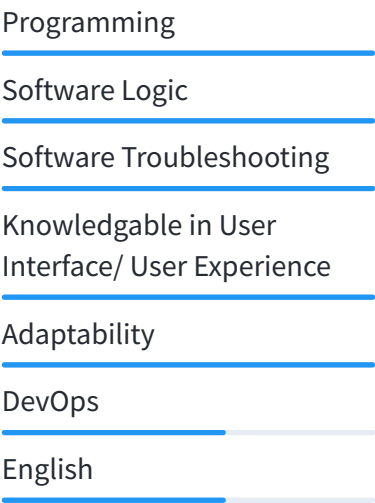 Programming
Software Logic
Software Troubleshooting
Knowledgable in User
Interface/ User Experience
Adaptability
DevOps
English